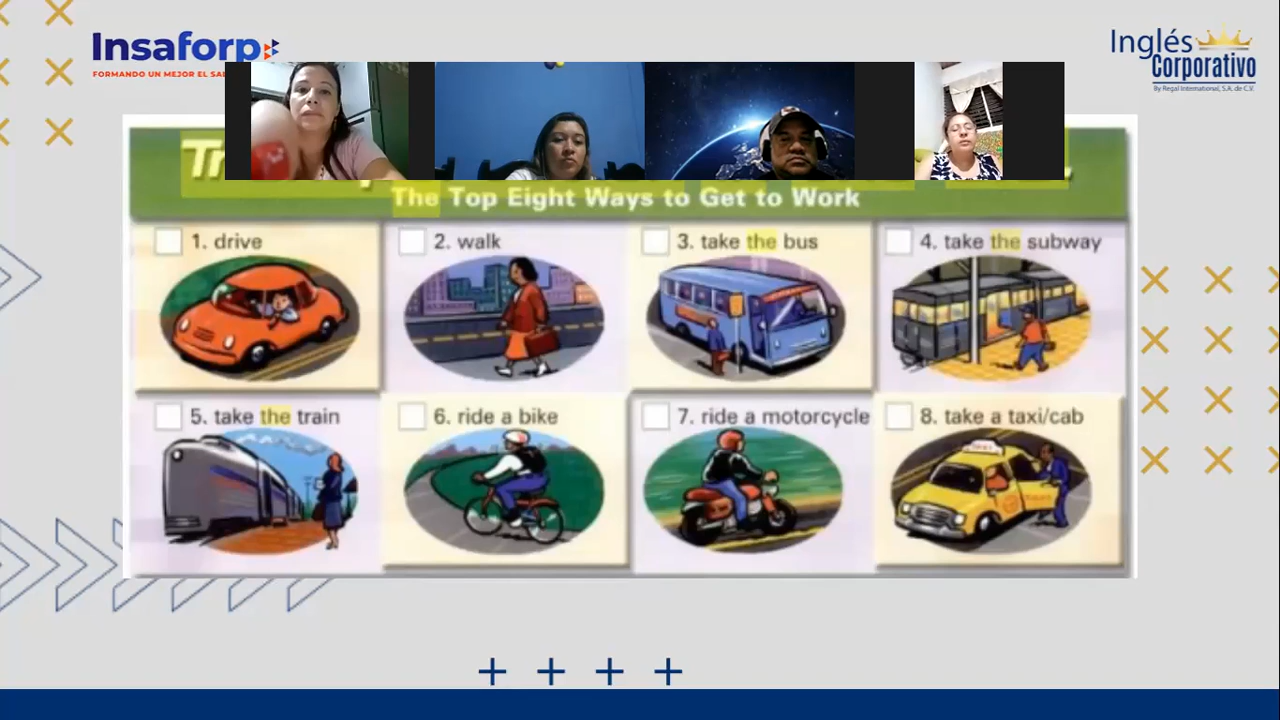 Insaforp
FORMANDO UN MEJOR EL
Inglés
Corporativo
By Regal International, S.A. de C.V.
The Top Eight Ways to Get to Work
1. drive
2. walk
3. take the bus
4. take the subway
5. take the train
6. ride a bike
7. ride a motorcycle
8. take a taxi/cab